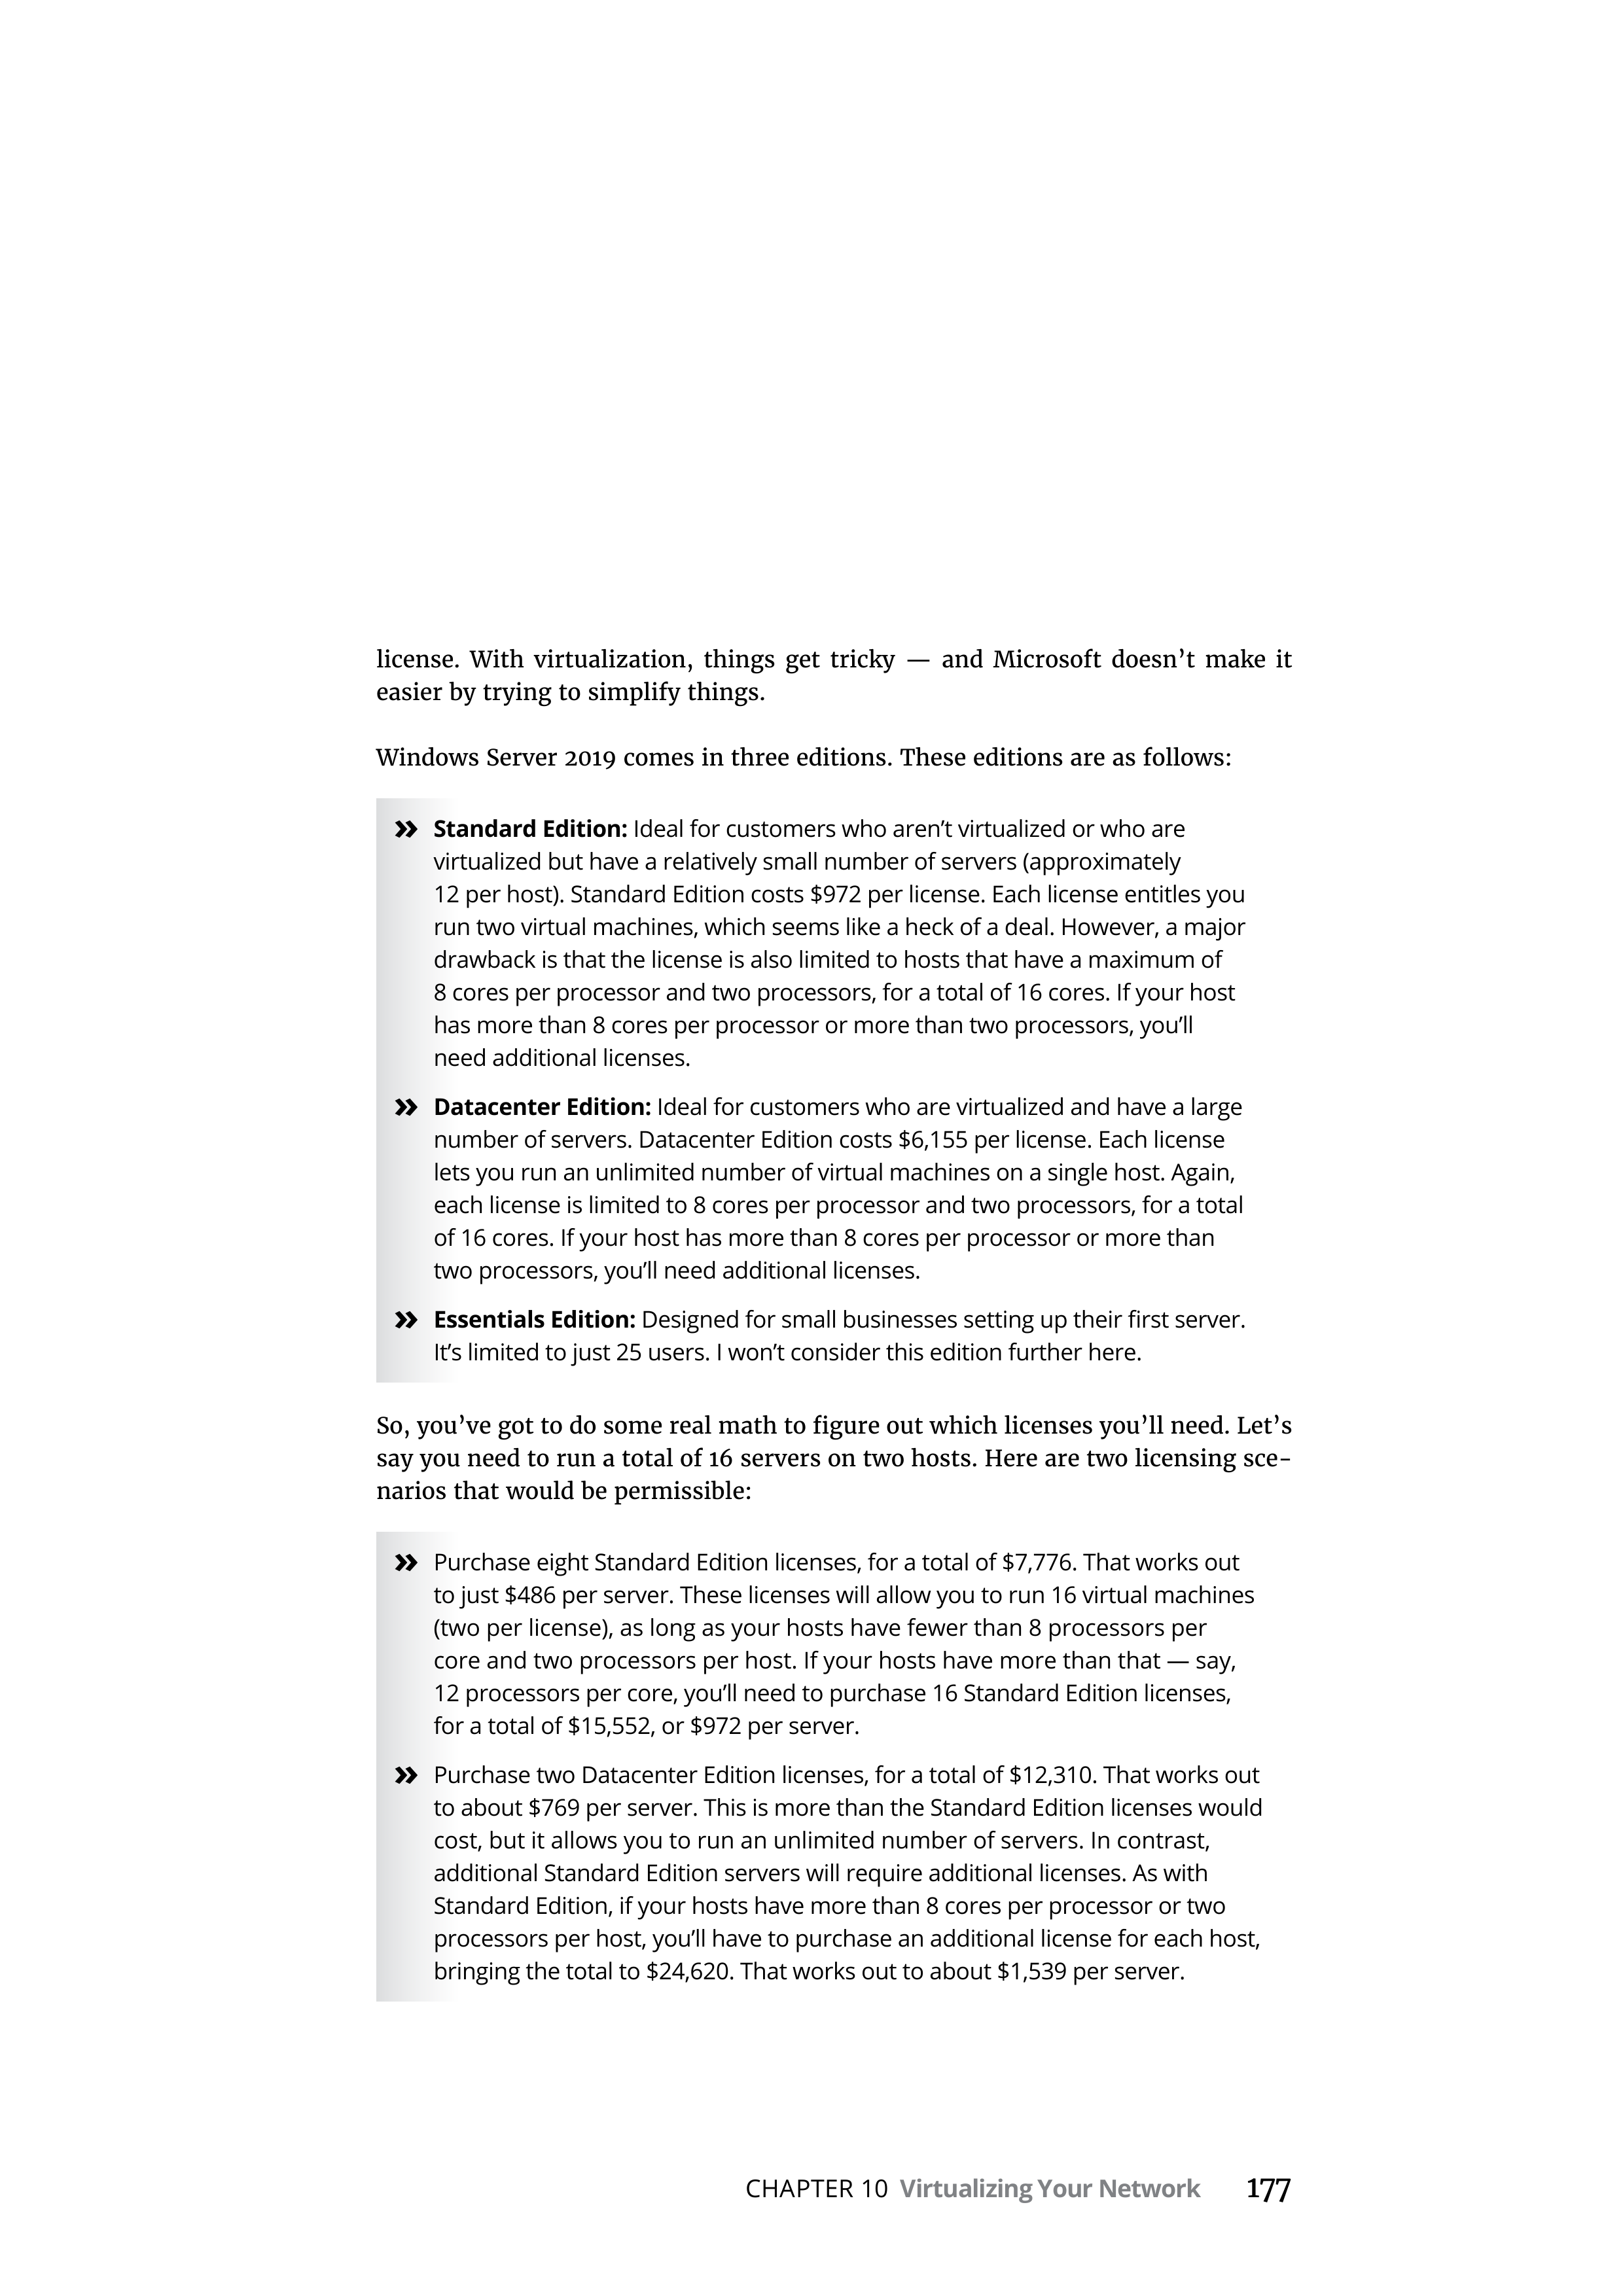 license. With virtualization, things get tricky — and Microsoft doesn’t make it
easier by trying to simplify things.
Windows Server 2019 comes in three editions. These editions are as follows:
» Standard Edition: Ideal for customers who aren’t virtualized or who are
virtualized but have a relatively small number of servers (approximately
12 per host). Standard Edition costs $972 per license. Each license entitles you
run two virtual machines, which seems like a heck of a deal. However, a major
drawback is that the license is also limited to hosts that have a maximum of
8 cores per processor and two processors, for a total of 16 cores. If your host
has more than 8 cores per processor or more than two processors, you’ll
need additional licenses.
» Datacenter Edition: Ideal for customers who are virtualized and have a large
number of servers. Datacenter Edition costs $6,155 per license. Each license
lets you run an unlimited number of virtual machines on a single host. Again,
each license is limited to 8 cores per processor and two processors, for a total
of 16 cores. If your host has more than 8 cores per processor or more than
two processors, you’ll need additional licenses.
» Essentials Edition: Designed for small businesses setting up their first server.
It’s limited to just 25 users. I won’t consider this edition further here.
So, you’ve got to do some real math to figure out which licenses you’ll need. Let’s
say you need to run a total of 16 servers on two hosts. Here are two licensing sce-
narios that would be permissible:
» Purchase eight Standard Edition licenses, for a total of $7,776. That works out
to just $486 per server. These licenses will allow you to run 16 virtual machines
(two per license), as long as your hosts have fewer than 8 processors per
core and two processors per host. If your hosts have more than that — say,
12 processors per core, you’ll need to purchase 16 Standard Edition licenses,
for a total of $15,552, or $972 per server.
» Purchase two Datacenter Edition licenses, for a total of $12,310. That works out
to about $769 per server. This is more than the Standard Edition licenses would
cost, but it allows you to run an unlimited number of servers. In contrast,
additional Standard Edition servers will require additional licenses. As with
Standard Edition, if your hosts have more than 8 cores per processor or two
processors per host, you’ll have to purchase an additional license for each host,
bringing the total to $24,620. That works out to about $1,539 per server.
CHAPTER 10 Virtualizing Your Network 177